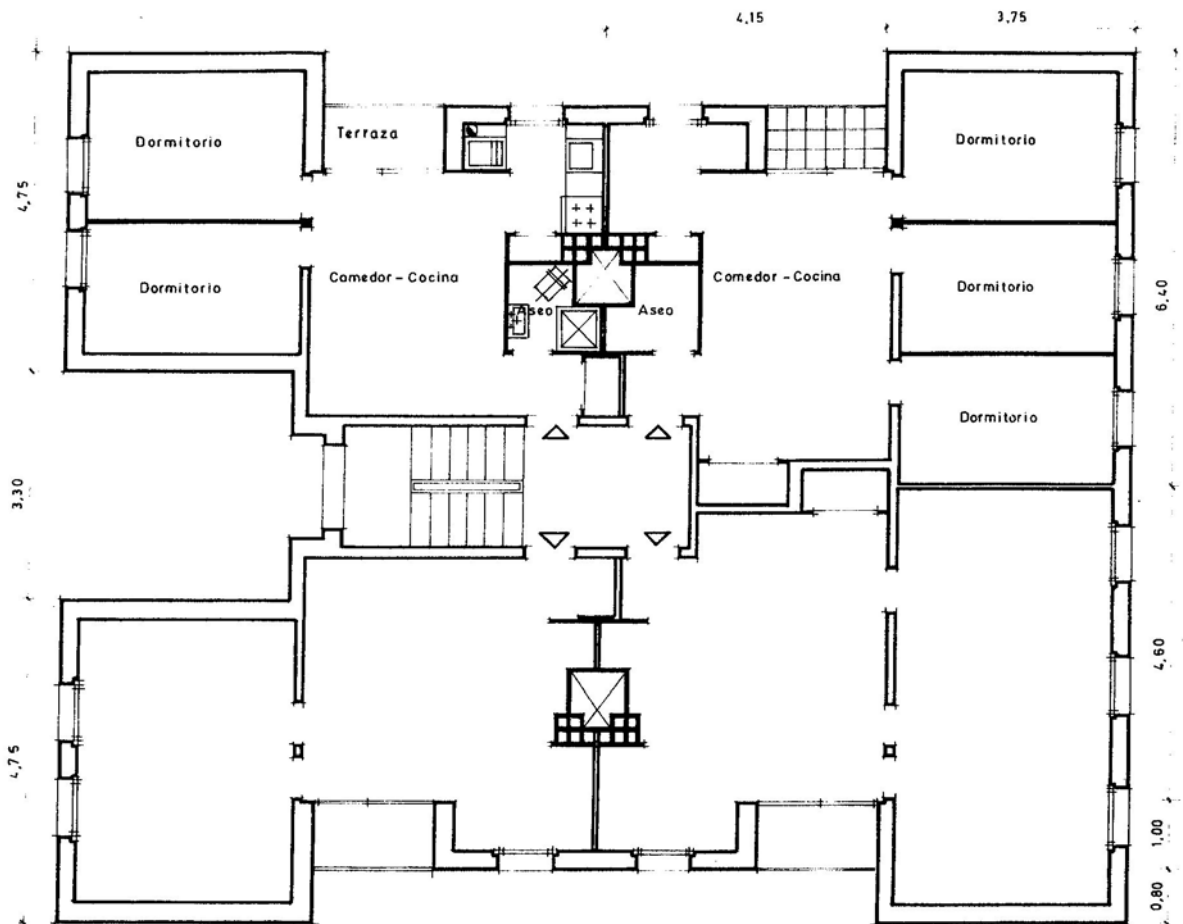 4,15
3,75
Dormitorio
Terraza
Dormitorio
4,75
Dormitorio
Comedor - Cocina
Comedor - Cocina
Dormitorio
6,40
Aseo
Aseo
Dormitorio
3,30
4,60
4,75
1,00
0,80